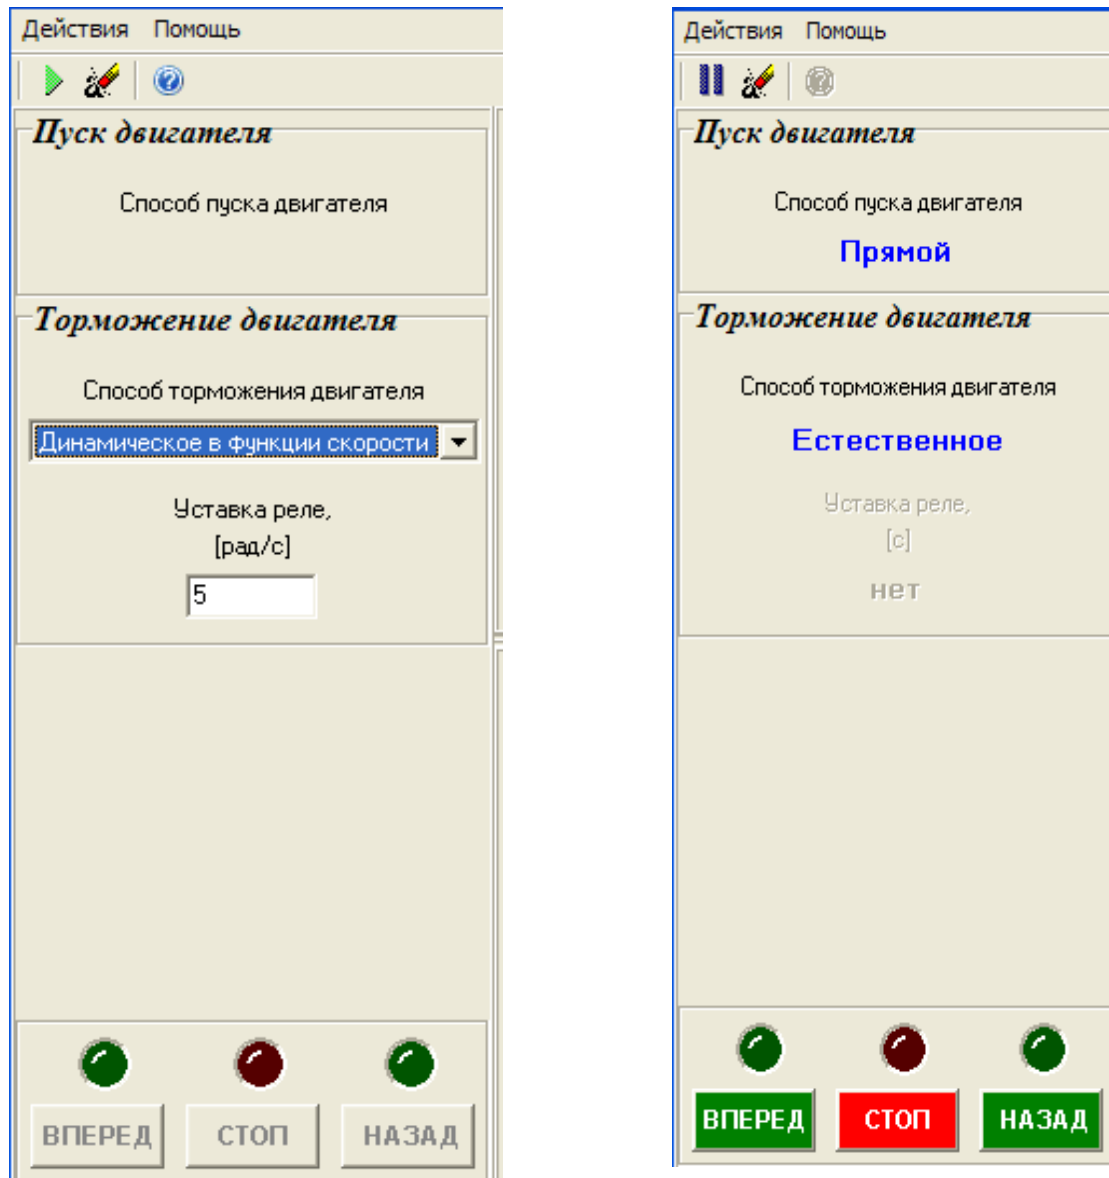 Действия Помощь
Пуск двигателя
Способ пуска двигателя
Торможение двигателя
Способ торможения двигателя
Динамическое в функции скорости
Уставка реле,
[рад/с]
5
ВПЕРЕД СТОП НАЗАД
Действия Помощь
Пуск двигателя
Способ пуска двигателя
Прямой
Торможение двигателя
Способ торможения двигателя
Естественное
Уставка реле,
[с]
нет
ВПЕРЕД СТОП НАЗАД